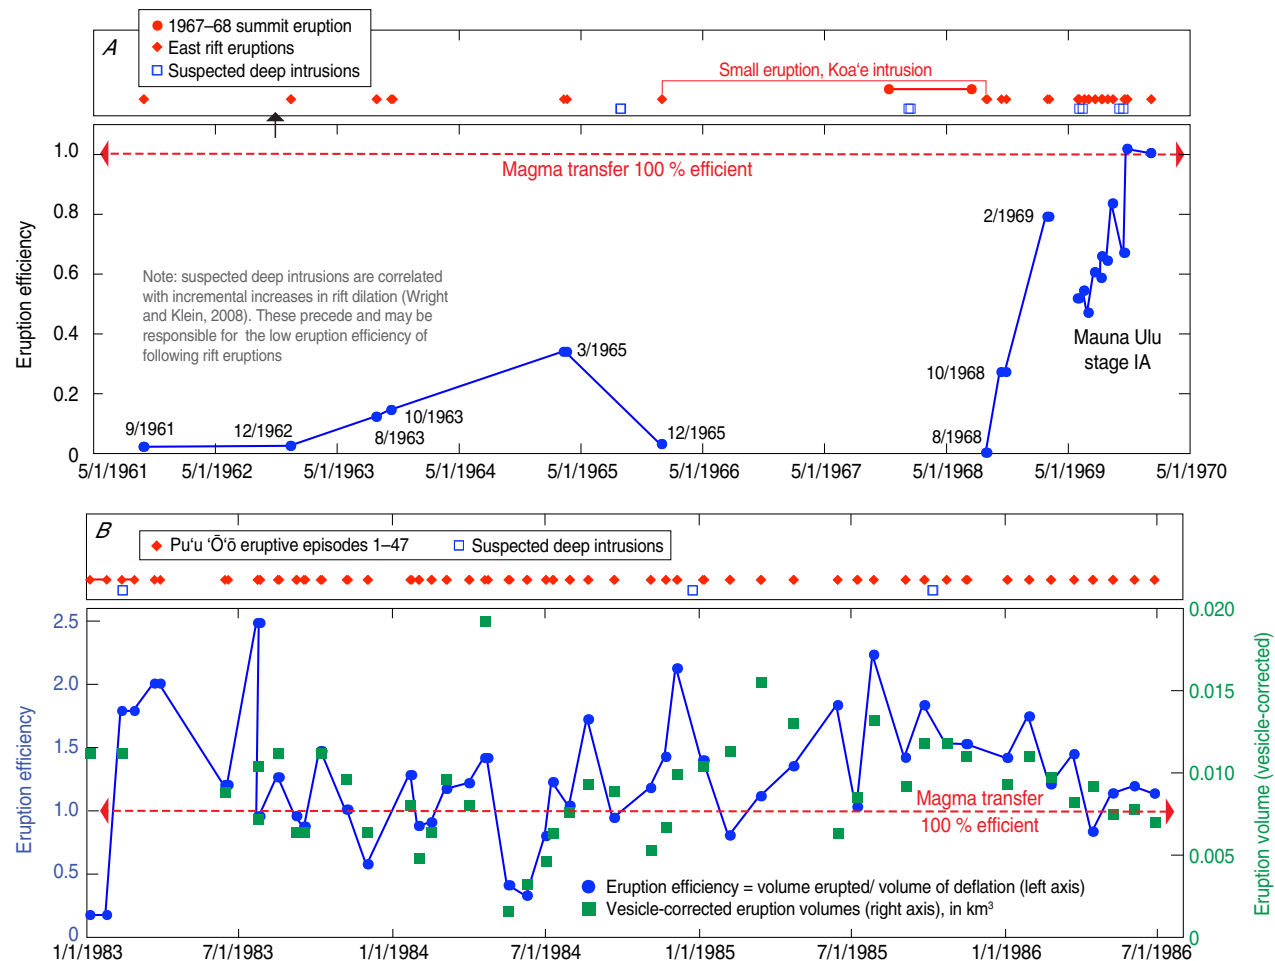 A
1967–68 summit eruption
East rift eruptions
Suspected deep intrusions
Small eruption, Koaʻe intrusion
Magma transfer 100 % efficient
Eruption efficiency
1.0
0.8
0.6
0.4
0.2
0
2/1969
Note: suspected deep intrusions are correlated
with incremental increases in rift dilation (Wright
and Klein, 2008). These precede and may be
responsible for the low eruption efficiency of
following rift eruptions
Mauna Ulu
stage IA
3/1965
10/1968
10/1963
9/1961
12/1962
8/1963
12/1965
8/1968
5/1/1961
5/1/1962
5/1/1963
5/1/1964
5/1/1965
5/1/1966
5/1/1967
5/1/1968
5/1/1969
5/1/1970
B
Puʻu ʻŌʻō eruptive episodes 1–47
Suspected deep intrusions
Eruption efficiency
2.5
2.0
1.5
1.0
0.5
0
0.020
0.015
0.010
0.005
0
Eruption volume (vesicle-corrected)
Magma transfer
100 % efficient
Eruption efficiency = volume erupted/ volume of deflation (left axis)
Vesicle-corrected eruption volumes (right axis), in km³
1/1/1983
7/1/1983
1/1/1984
7/1/1984
1/1/1985
7/1/1985
1/1/1986
7/1/1986